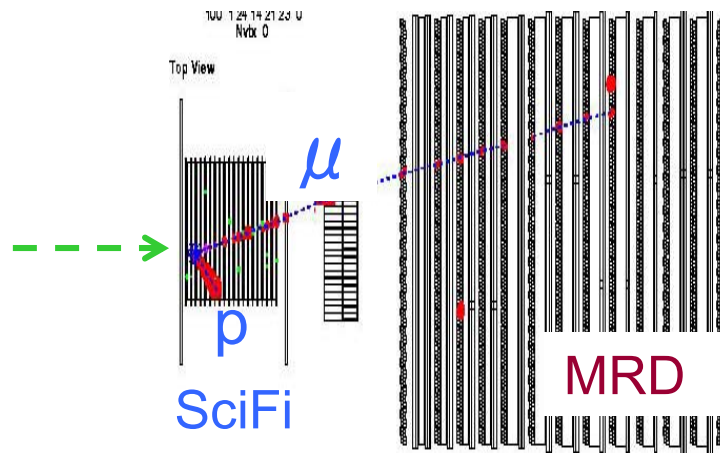 Nvtx 0
Top View
μ
p
SciFi
MRD